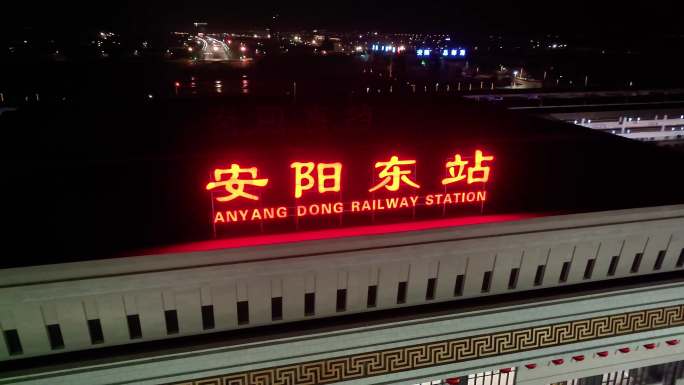 安阳东站
ANYANG DONG RAILWAY STATION